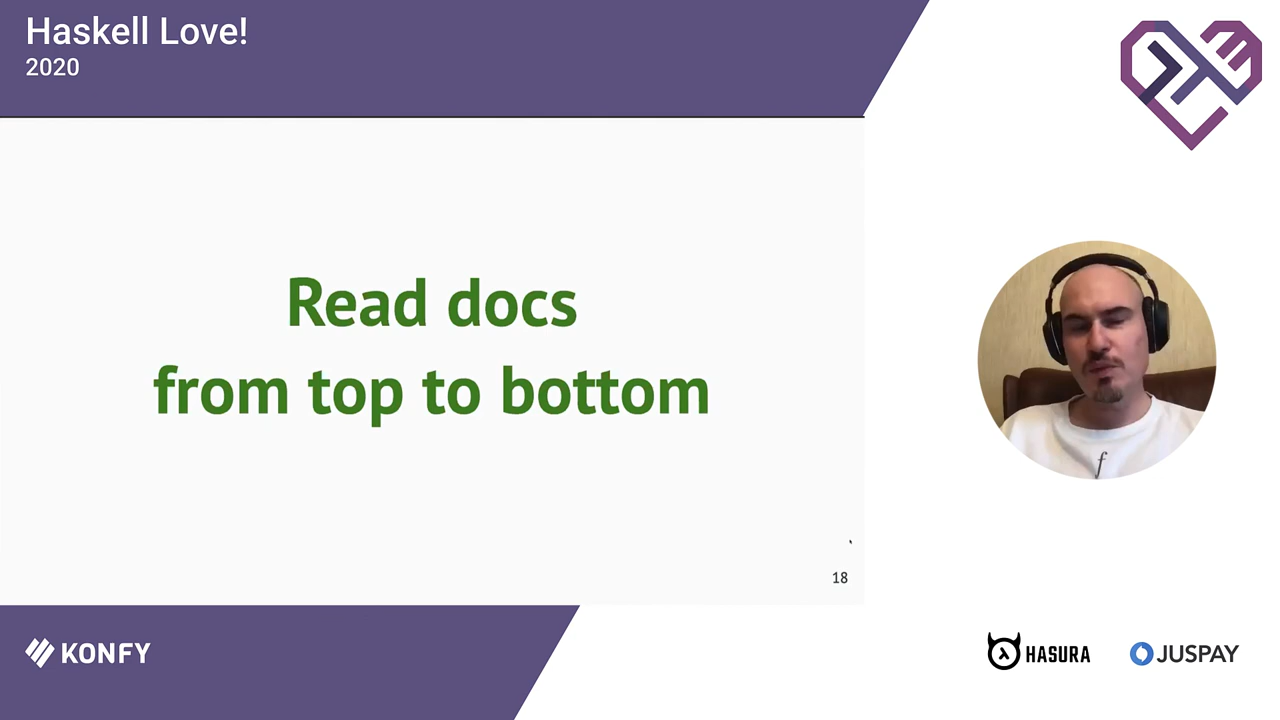 Haskell Love!
2020
Read docs
from top to bottom
18
f
KONFY
HASURA
JUSPAY